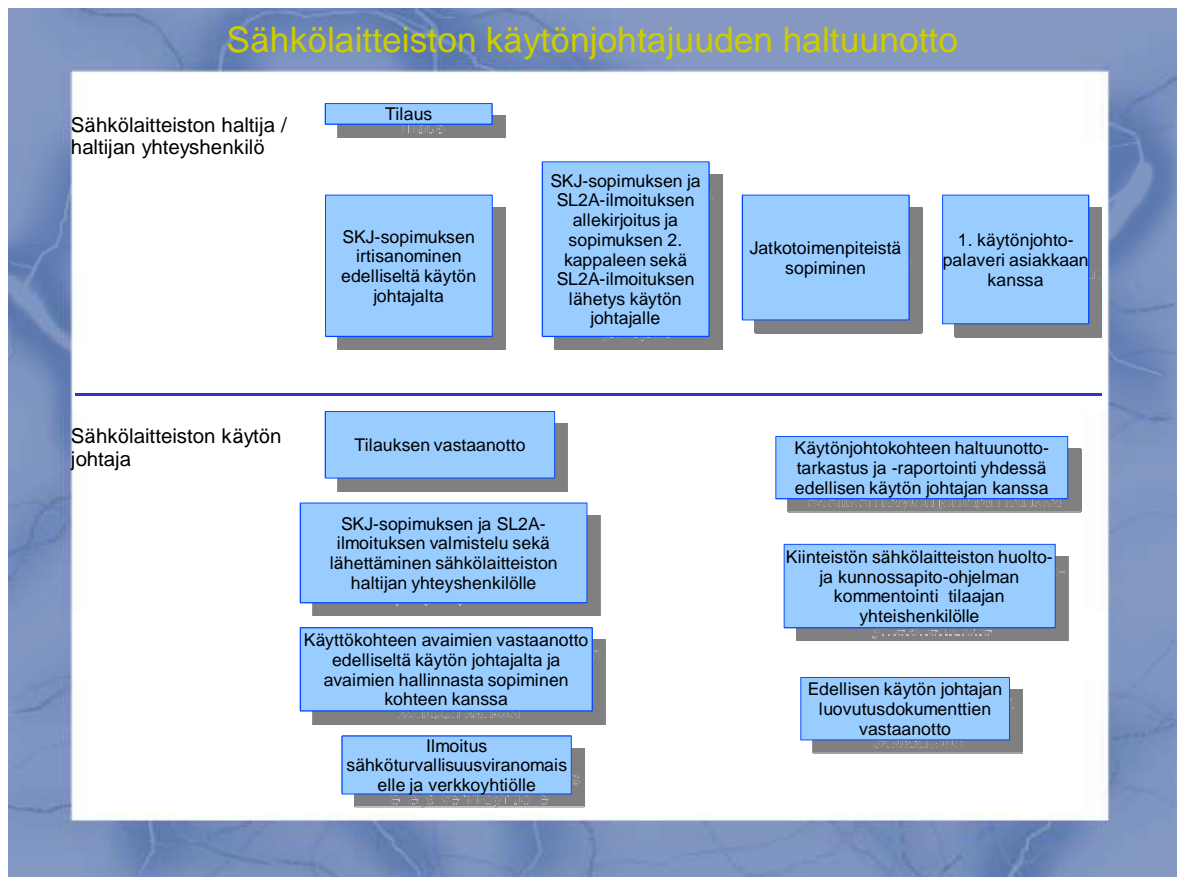 Sähkölaitteiston käytönjohtajuuden haltuunotto
Sähkölaitteiston haltija /
haltijan yhteyshenkilö
Tilaus
SKJ-sopimuksen
irtisanominen
edelliseltä käytön
johtajalta
SKJ-sopimuksen ja
SL2A-ilmoituksen
allekirjoitus ja
sopimuksen 2.
kappaleen sekä
SL2A-ilmoituksen
lähetys käytön
johtajalle
Jatkotoimenpiteistä
sopiminen
1. käytönjohto-
palaveri asiakkaan
kanssa
Sähkölaitteiston käytön
johtaja
Tilauksen vastaanotto
SKJ-sopimuksen ja SL2A-
ilmoituksen valmistelu sekä
lähettäminen sähkölaitteiston
haltijan yhteyshenkilölle
Käyttökohteen avaimien vastaanotto
edelliseltä käytön johtajalta ja
avaimien hallinnasta sopiminen
kohteen kanssa
Ilmoitus
sähköturvallisuusviranomais
elle ja verkkoyhtiölle
Käytönjohtokohteen haltuunotto-
tarkastus ja -raportointi yhdessä
edellisen käytön johtajan kanssa
Kiinteistön sähkölaitteiston huolto-
ja kunnossapito-ohjelman
kommentointi tilaajan
yhteishenkilölle
Edellisen käytön johtajan
luovutusdokumenttien
vastaanotto